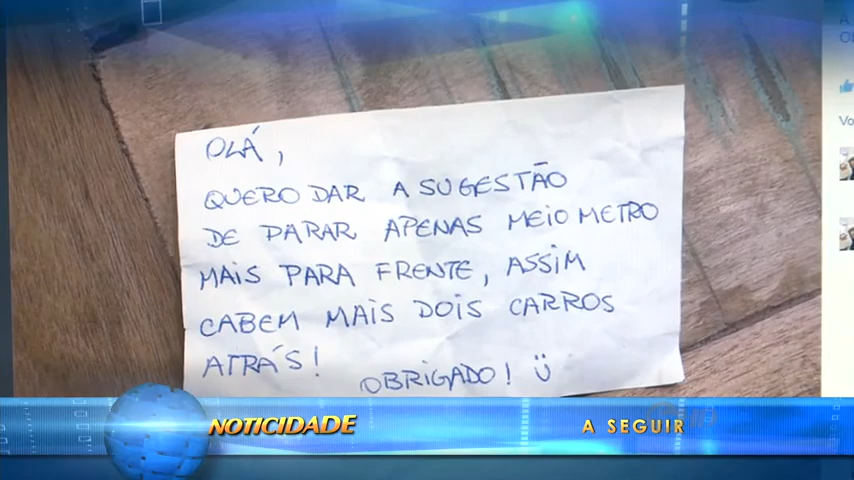 OLÁ,
QUERO DAR A SUGESTÃO
DE PARAR APENAS MEIO METRO
MAIS PARA FRENTE, ASSIM
CABEM MAIS DOIS CARROS
ATRÁS!
OBRIGADO! Ü
NOTICIDADE
A SEGUIR
Vo